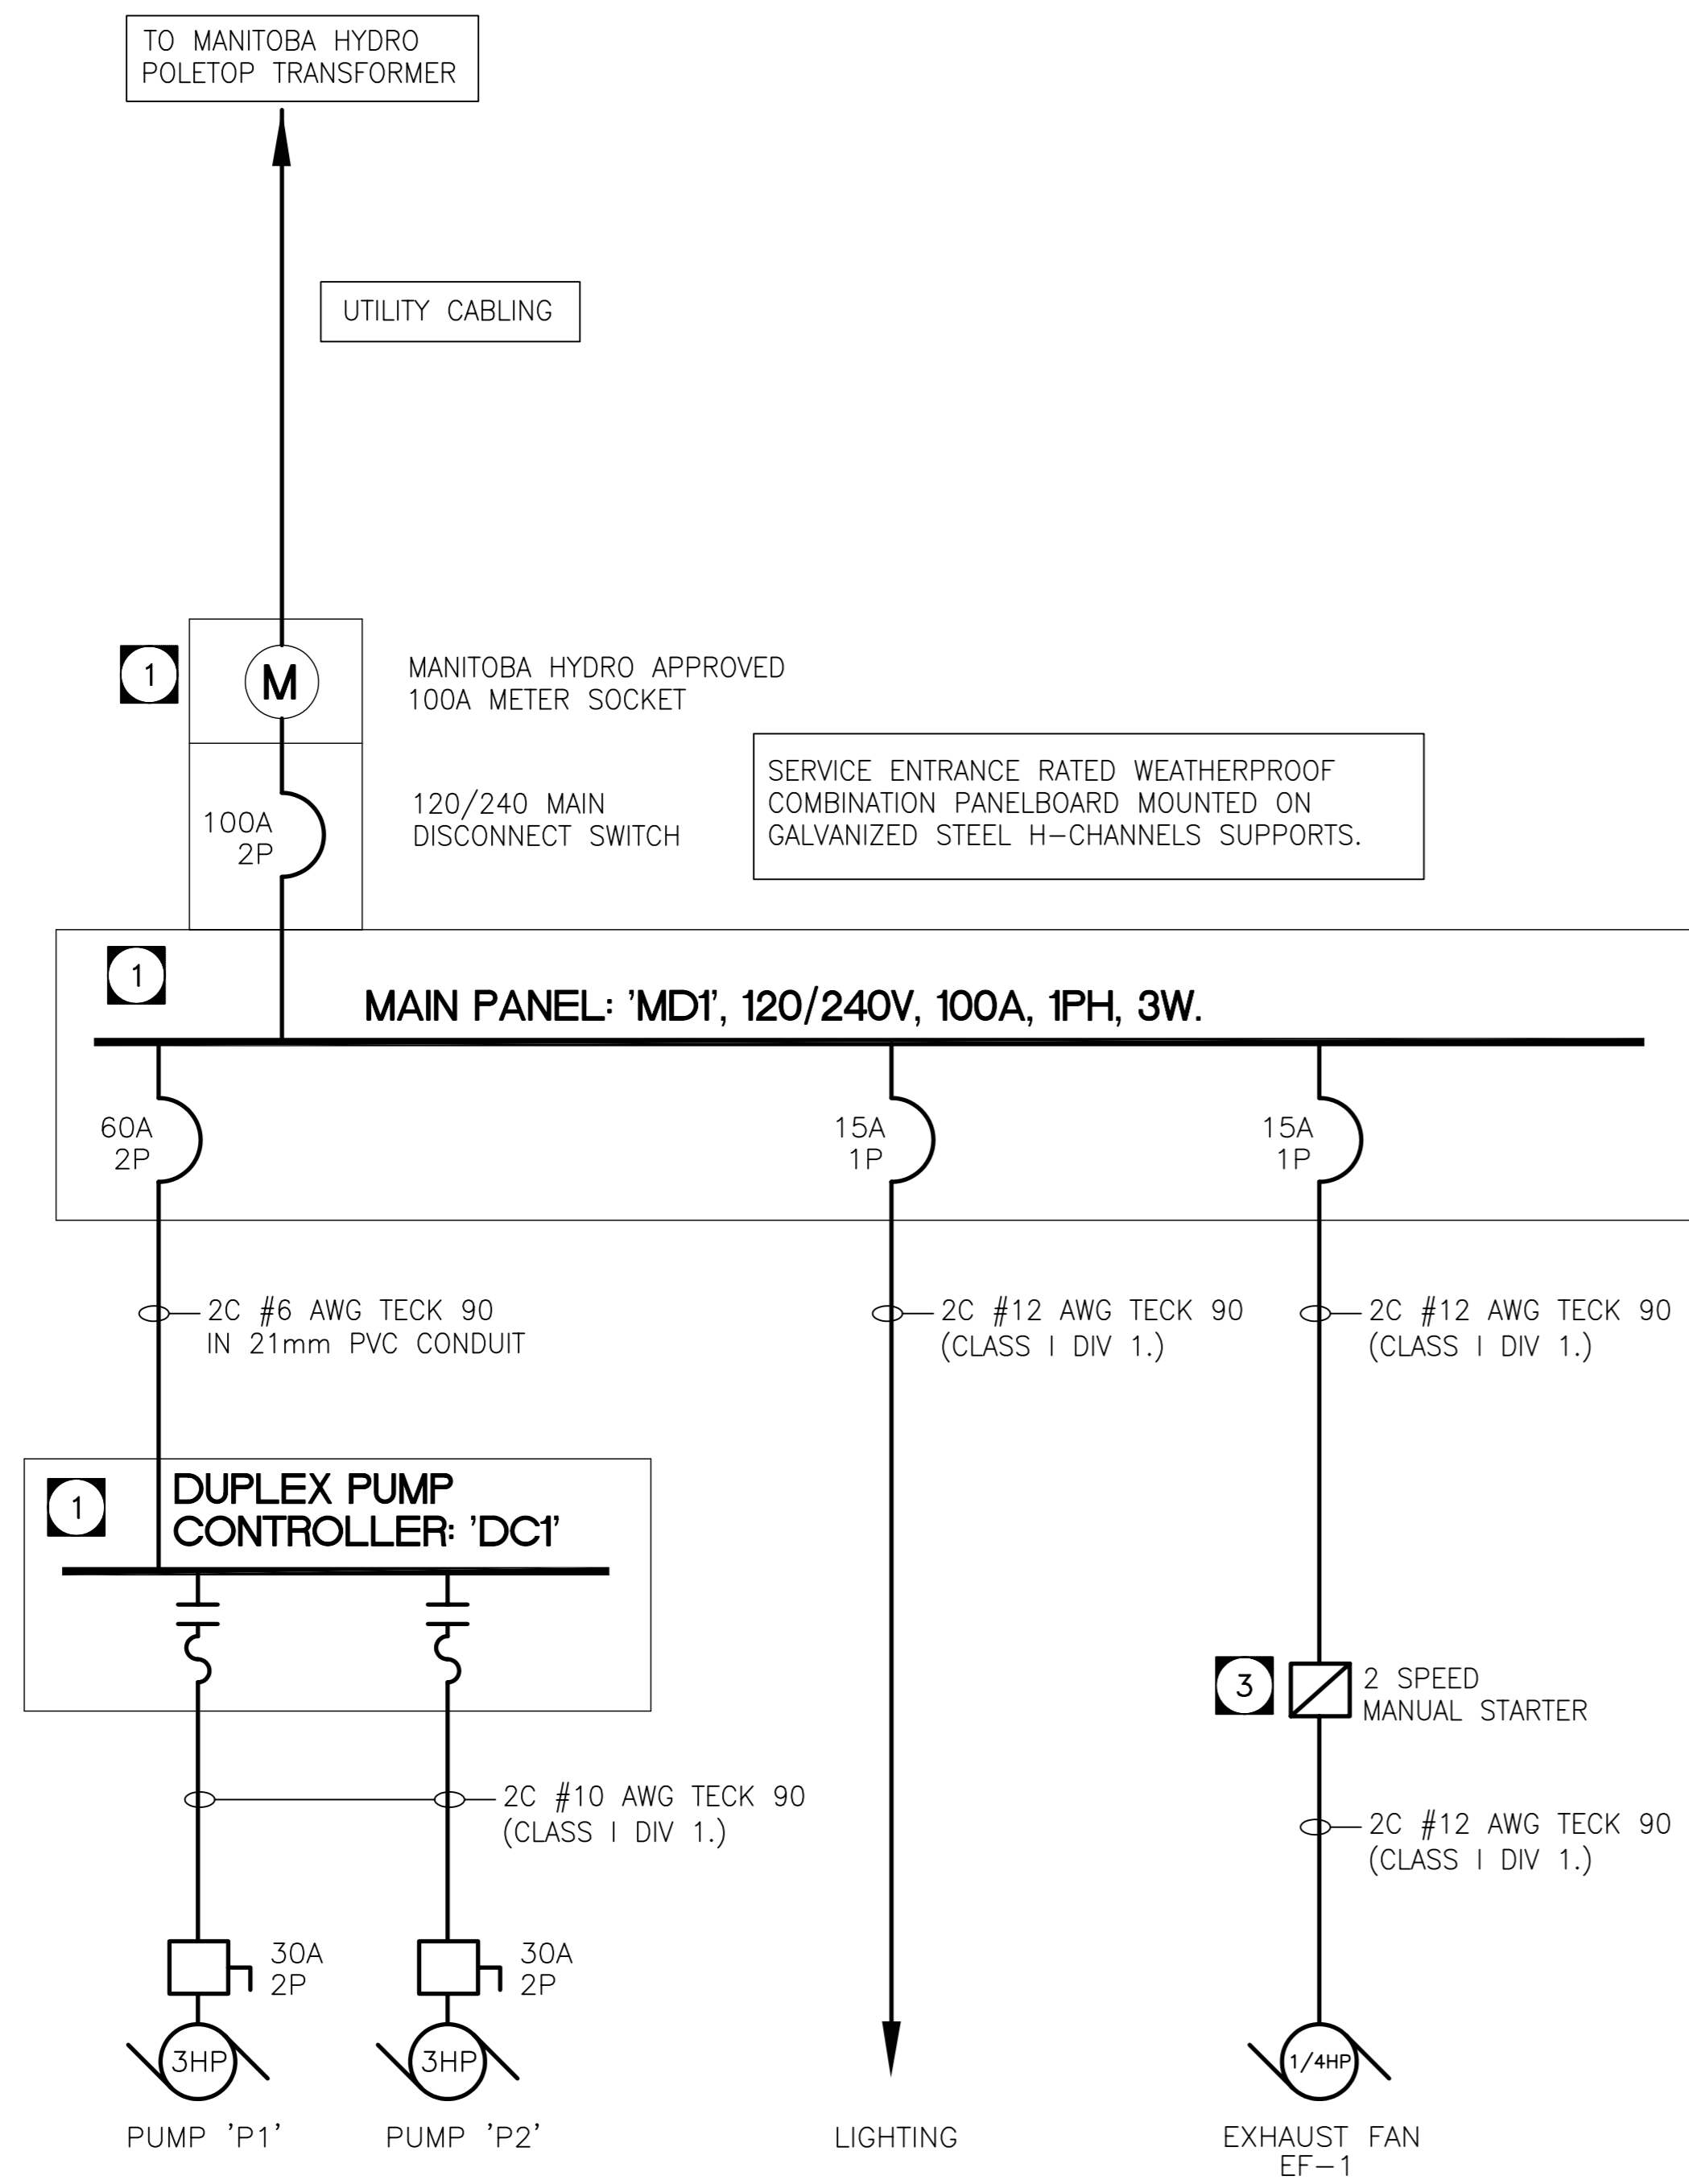 TO MANITOBA HYDRO
POLETOP TRANSFORMER
UTILITY CABLING
1
M
MANITOBA HYDRO APPROVED
100A METER SOCKET
100A
2P
120/240 MAIN
DISCONNECT SWITCH
SERVICE ENTRANCE RATED WEATHERPROOF
COMBINATION PANELBOARD MOUNTED ON
GALVANIZED STEEL H-CHANNELS SUPPORTS.
1
MAIN PANEL: 'MD1', 120/240V, 100A, 1PH, 3W.
60A
2P
15A
1P
15A
1P
2C #6 AWG TECK 90
IN 21mm PVC CONDUIT
2C #12 AWG TECK 90
(CLASS I DIV 1.)
2C #12 AWG TECK 90
(CLASS I DIV 1.)
1
DUPLEX PUMP
CONTROLLER: 'DC1'
3
2 SPEED
MANUAL STARTER
2C #10 AWG TECK 90
(CLASS I DIV 1.)
2C #12 AWG TECK 90
(CLASS I DIV 1.)
30A
2P
30A
2P
3HP
3HP
1/4HP
PUMP 'P1'
PUMP 'P2'
LIGHTING
EXHAUST FAN
EF-1